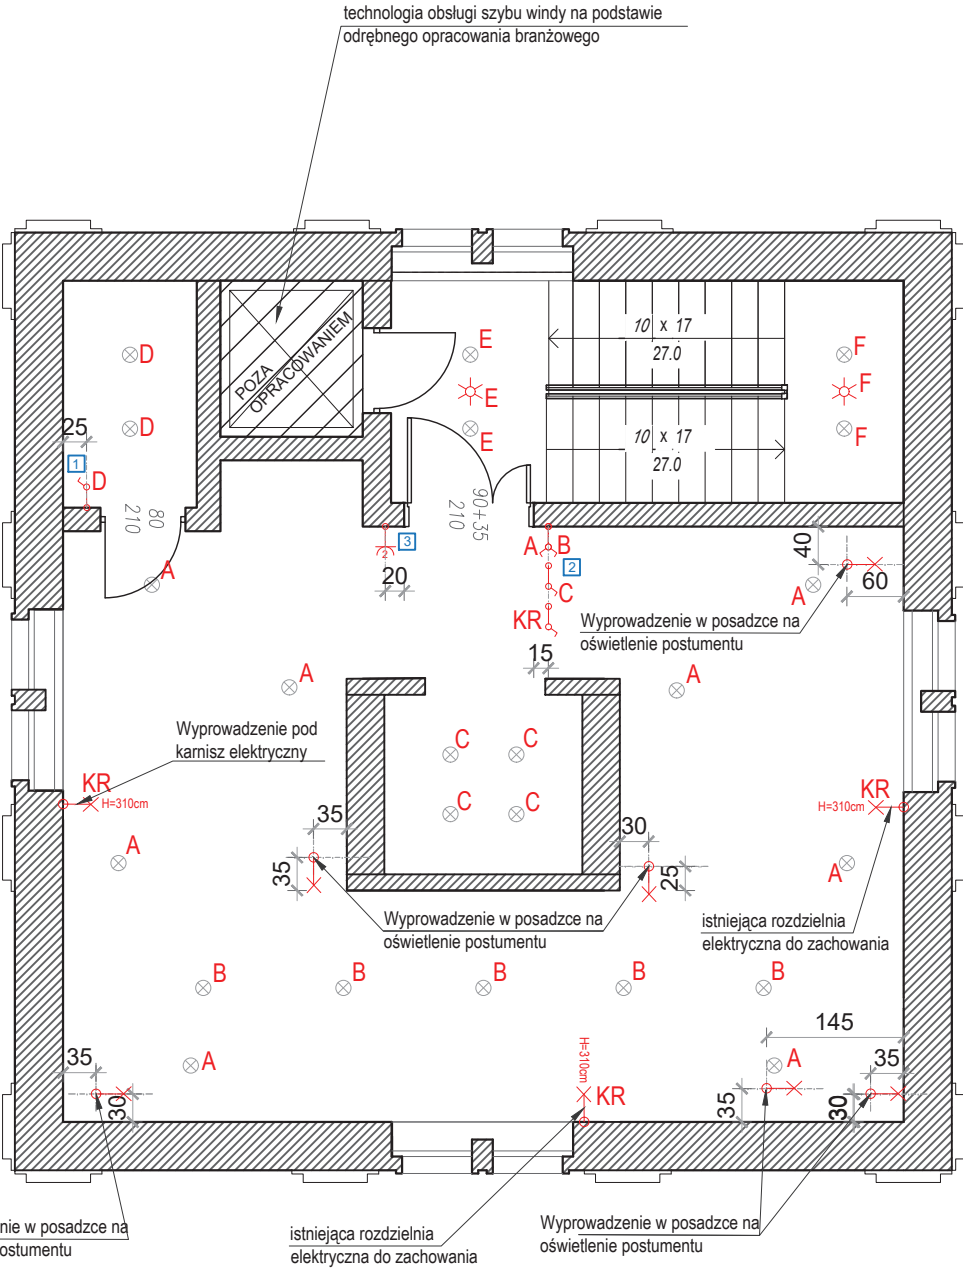 technologia obsługi szybu windy na podstawie
odrębnego opracowania branżowego
POZA
OPRACOWANIEM
10 x 17
27.0
10 x 17
27.0
D
D
25
1
D
80
210
E
E
E
F
F
F
90+35
210
3
2
20
A B
2
C
KR
15
40
60
A
Wyprowadzenie w posadzce na
oświetlenie postumentu
A
A
A
Wyprowadzenie pod
karnisz elektryczny
KR
H=310cm
C C
C C
KR
H=310cm
35
35
30
25
A
A
Wyprowadzenie w posadzce na
oświetlenie postumentu
istniejąca rozdzielnia
elektryczna do zachowania
B B B B B
145
35
A
35
30
H=310cm
KR
A
35
30
nie w posadzce na
ostumentu
istniejąca rozdzielnia
elektryczna do zachowania
Wyprowadzenie w posadzce na
oświetlenie postumentu